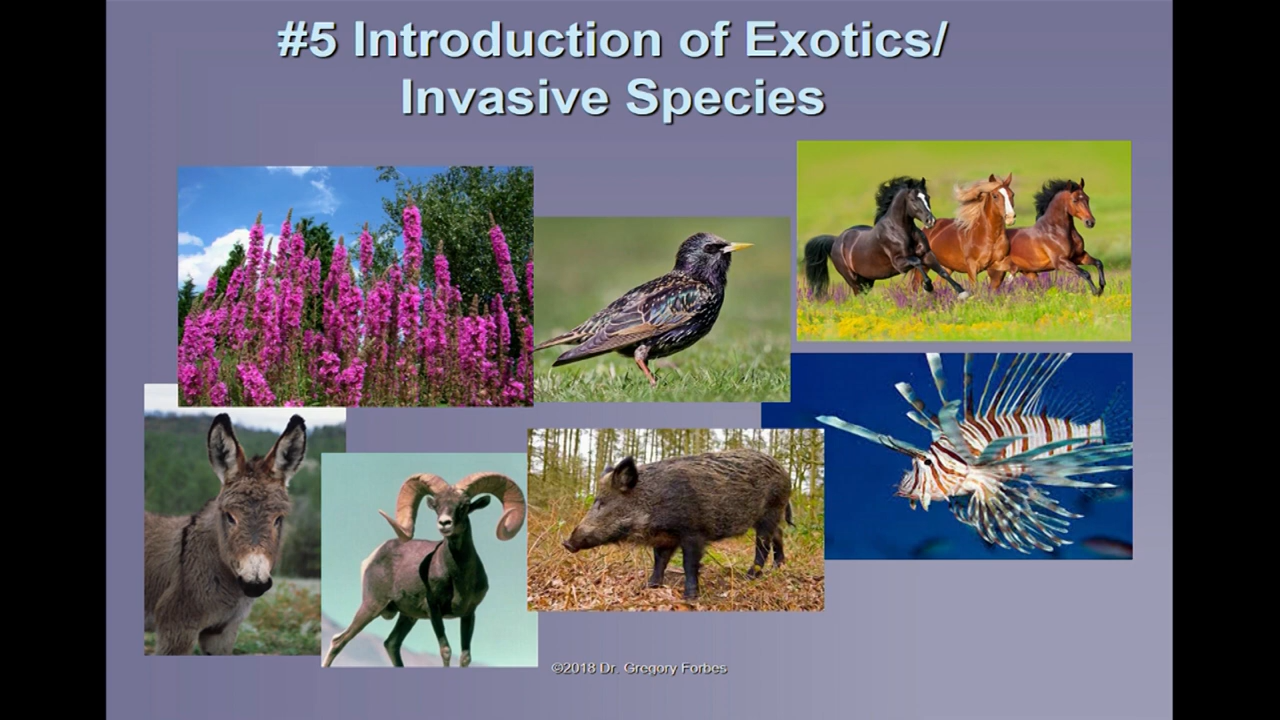 #5 Introduction of Exotics/
Invasive Species
©2018 Dr. Gregory Forbes